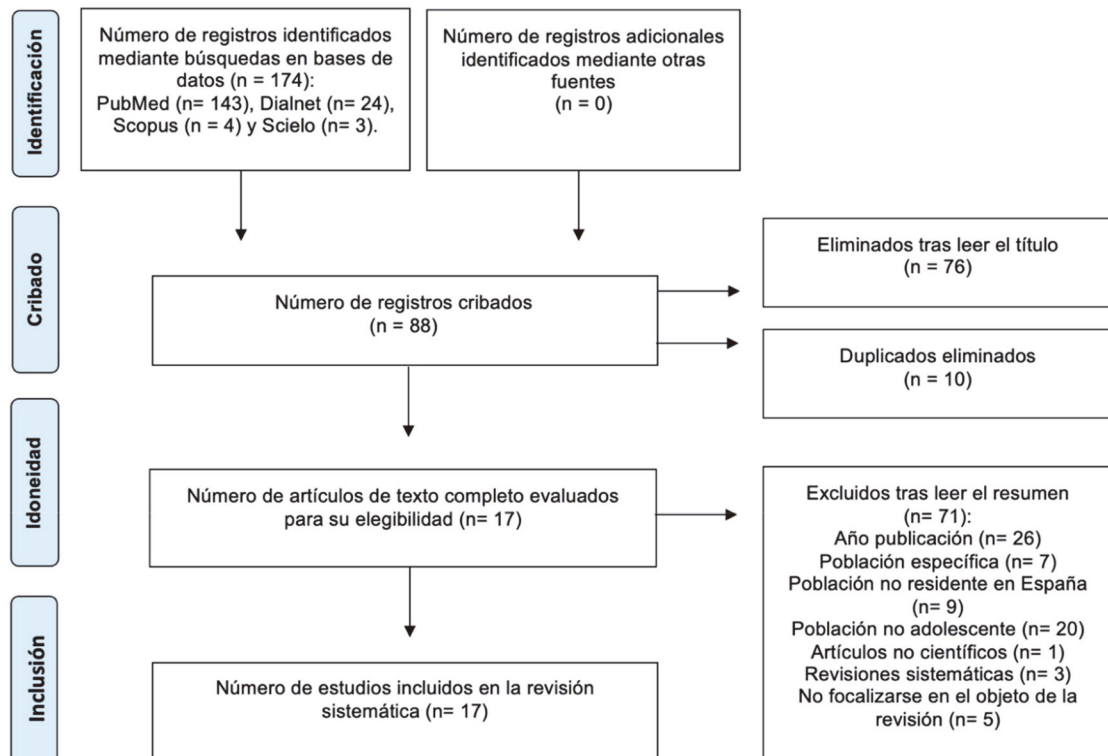 Identificación
Número de registros identificados
mediante búsquedas en bases de
datos (n = 174):
PubMed (n= 143), Dialnet (n= 24),
Scopus (n = 4) y Scielo (n= 3).
Número de registros adicionales
identificados mediante otras
fuentes
(n = 0)
Cribado
Número de registros cribados
(n = 88)
Eliminados tras leer el título
(n = 76)
Duplicados eliminados
(n = 10)
Idoneidad
Número de artículos de texto completo evaluados
para su elegibilidad (n= 17)
Excluidos tras leer el resumen
(n= 71):
Año publicación (n= 26)
Población específica (n= 7)
Población no residente en España
(n= 9)
Población no adolescente (n= 20)
Artículos no científicos (n= 1)
Revisiones sistemáticas (n= 3)
No focalizarse en el objeto de la
revisión (n= 5)
Inclusión
Número de estudios incluidos en la revisión
sistemática (n= 17)